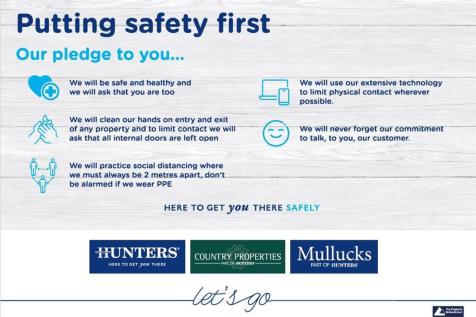 Putting safety first
Our pledge to you...
We will be safe and healthy and
we will ask that you are too
We will clean our hands on entry and exit
of any property and to limit contact we will
ask that all internal doors are left open
We will practice social distancing where
we must always be 2 metres apart, don't
be alarmed if we wear PPE
We will use our extensive technology
to limit physical contact wherever
possible.
We will never forget our commitment
to talk, to you, our customer.
HERE TO GET you THERE SAFELY
HUNTERS
HERE TO GET you THERE
COUNTRY PROPERTIES
PART OF HUNTERS
Mullucks
PART OF HUNTERS
let's go
The Property
Ombudsman